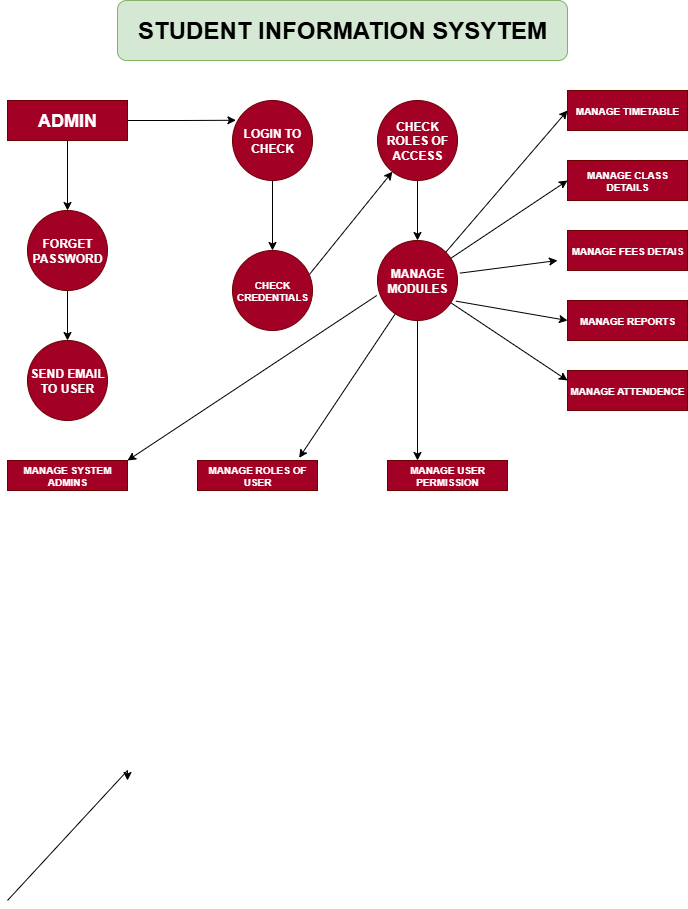 STUDENT INFORMATION SYSYTEM
ADMIN
LOGIN TO
CHECK
CHECK
ROLES OF
ACCESS
MANAGE TIMETABLE
MANAGE CLASS
DETAILS
FORGET
PASSWORD
CHECK
CREDENTIALS
MANAGE
MODULES
MANAGE FEES DETAIS
MANAGE REPORTS
SEND EMAIL
TO USER
MANAGE ATTENDENCE
MANAGE SYSTEM
ADMINS
MANAGE ROLES OF
USER
MANAGE USER
PERMISSION